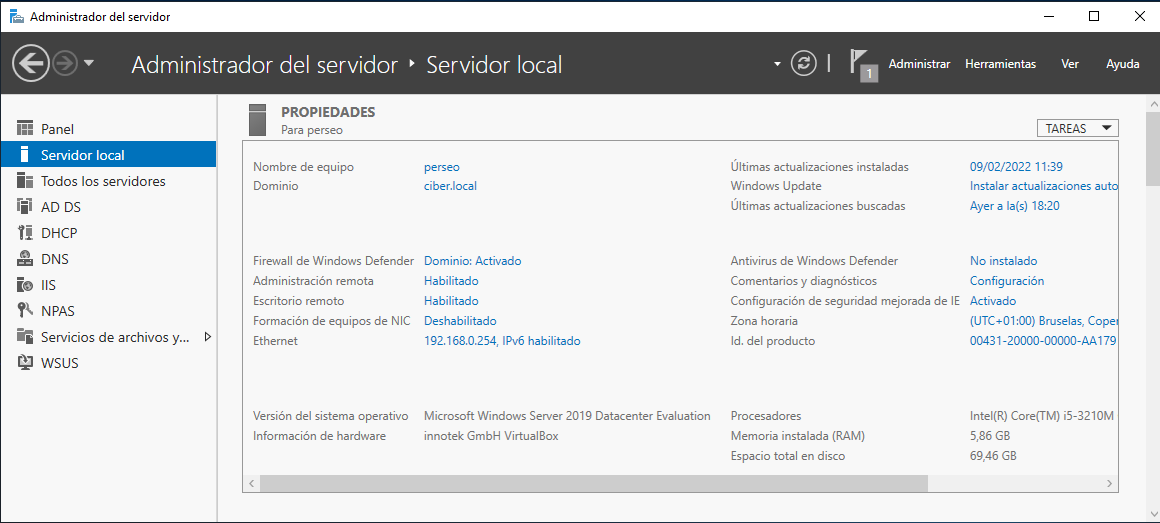 Administrador del servidor
Administrador del servidor ‣ Servidor local
1
Administrar Herramientas Ver Ayuda
Panel
Servidor local
Todos los servidores
AD DS
DHCP
DNS
IIS
NPAS
Servicios de archivos y...
WSUS
PROPIEDADES
Para perseo
TAREAS
Nombre de equipo perseo
Dominio ciber.local
Últimas actualizaciones instaladas 09/02/2022 11:39
Windows Update Instalar actualizaciones auto
Últimas actualizaciones buscadas Ayer a la(s) 18:20
Firewall de Windows Defender Dominio: Activado
Administración remota Habilitado
Escritorio remoto Habilitado
Formación de equipos de NIC Deshabilitado
Ethernet 192.168.0.254, IPv6 habilitado
Antivirus de Windows Defender No instalado
Comentarios y diagnósticos Configuración
Configuración de seguridad mejorada de IE Activado
Zona horaria (UTC+01:00) Bruselas, Coper
Id. del producto 00431-20000-00000-AA179
Versión del sistema operativo Microsoft Windows Server 2019 Datacenter Evaluation
Información de hardware innotek GmbH VirtualBox
Procesadores Intel(R) Core(TM) i5-3210M
Memoria instalada (RAM) 5,86 GB
Espacio total en disco 69,46 GB